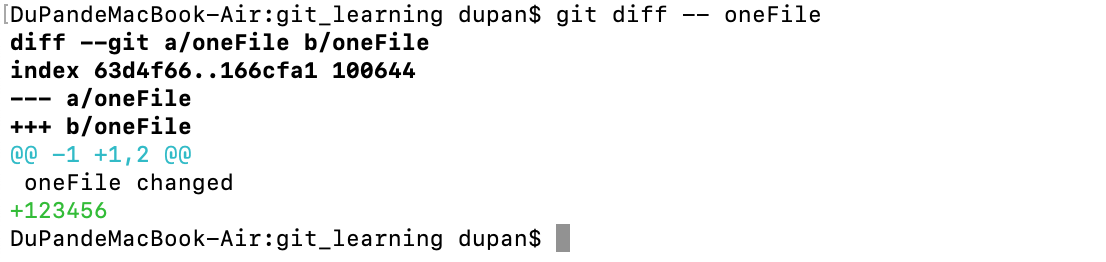 [DuPandeMacBook-Air:git_learning dupan$ git diff -- oneFile
diff --git a/oneFile b/oneFile
index 63d4f66..166cfa1 100644
--- a/oneFile
+++ b/oneFile
@@ -1 +1,2 @@
 oneFile changed
+123456
DuPandeMacBook-Air:git_learning dupan$